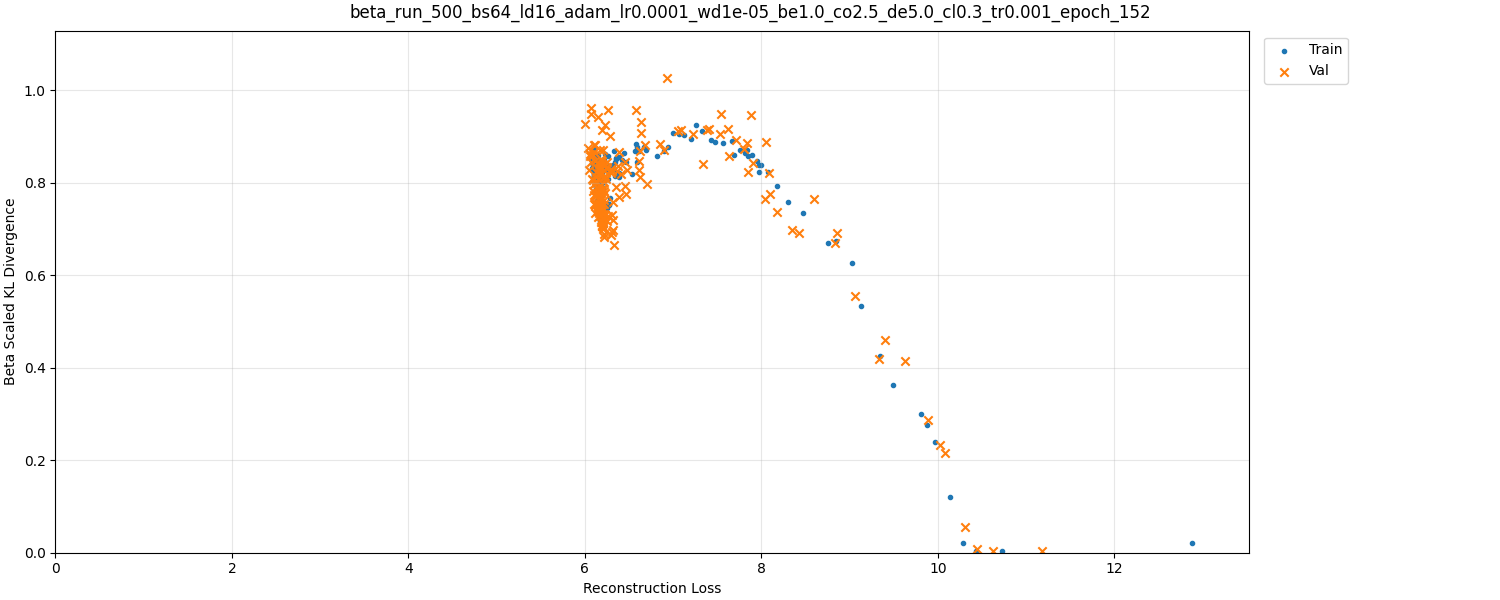 beta_run_500_bs64_ld16_adam_lr0.0001_wd1e-05_be1.0_co2.5_de5.0_cl0.3_tr0.001_epoch_152
Train
Val
Beta Scaled KL Divergence
1.0
0.8
0.6
0.4
0.2
0.0
0 2 4 6 8 10 12
Reconstruction Loss